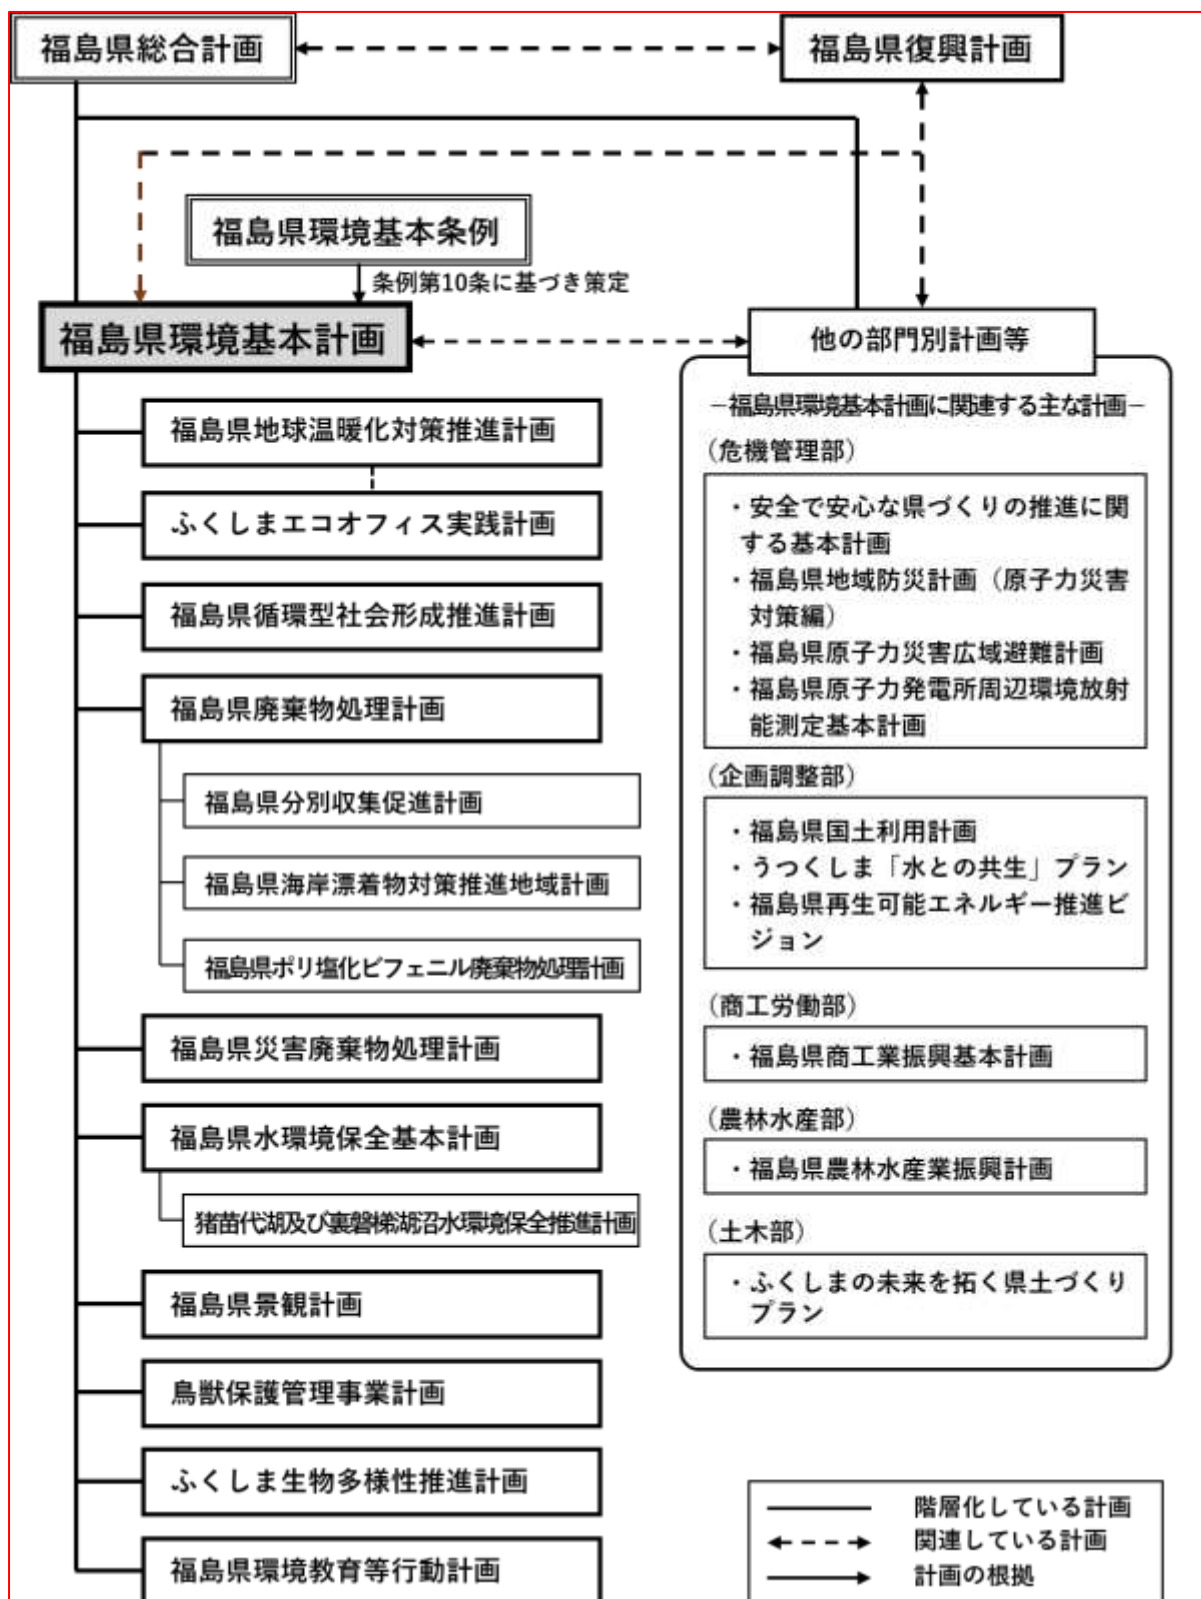 福島県総合計画
福島県復興計画
福島県環境基本条例
条例第10条に基づき策定
福島県環境基本計画
他の部門別計画等
福島県地球温暖化対策推進計画
ふくしまエコオフィス実践計画
福島県循環型社会形成推進計画
福島県廃棄物処理計画
福島県分別収集促進計画
福島県海岸漂着物対策推進地域計画
福島県ポリ塩化ビフェニル廃棄物処理計画
福島県災害廃棄物処理計画
福島県水環境保全基本計画
猪苗代湖及び裏磐梯湖沼水環境保全推進計画
福島県景観計画
鳥獣保護管理事業計画
ふくしま生物多様性推進計画
福島県環境教育等行動計画
－福島県環境基本計画に関連する主な計画－
（危機管理部）
・安全で安心な県づくりの推進に関
する基本計画
・福島県地域防災計画（原子力災害
対策編）
・福島県原子力災害広域避難計画
・福島県原子力発電所周辺環境放射
能測定基本計画
（企画調整部）
・福島県国土利用計画
・うつくしま「水との共生」プラン
・福島県再生可能エネルギー推進ビ
ジョン
（商工労働部）
・福島県商工業振興基本計画
（農林水産部）
・福島県農林水産業振興計画
（土木部）
・ふくしまの未来を拓く県土づくり
プラン
階層化している計画
関連している計画
計画の根拠